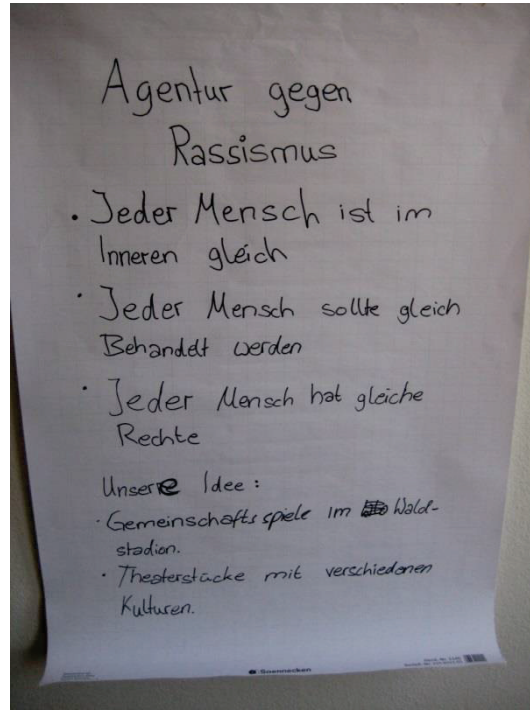 Agentur gegen
Rassismus
• Jeder Mensch ist im
Inneren gleich
• Jeder Mensch sollte gleich
Behandelt werden
• Jeder Mensch hat gleiche
Rechte
Unsere Idee:
• Gemeinschaftsspiele im Wald-
stadion.
• Theaterstücke mit verschiedenen
Kulturen.
Soennecken